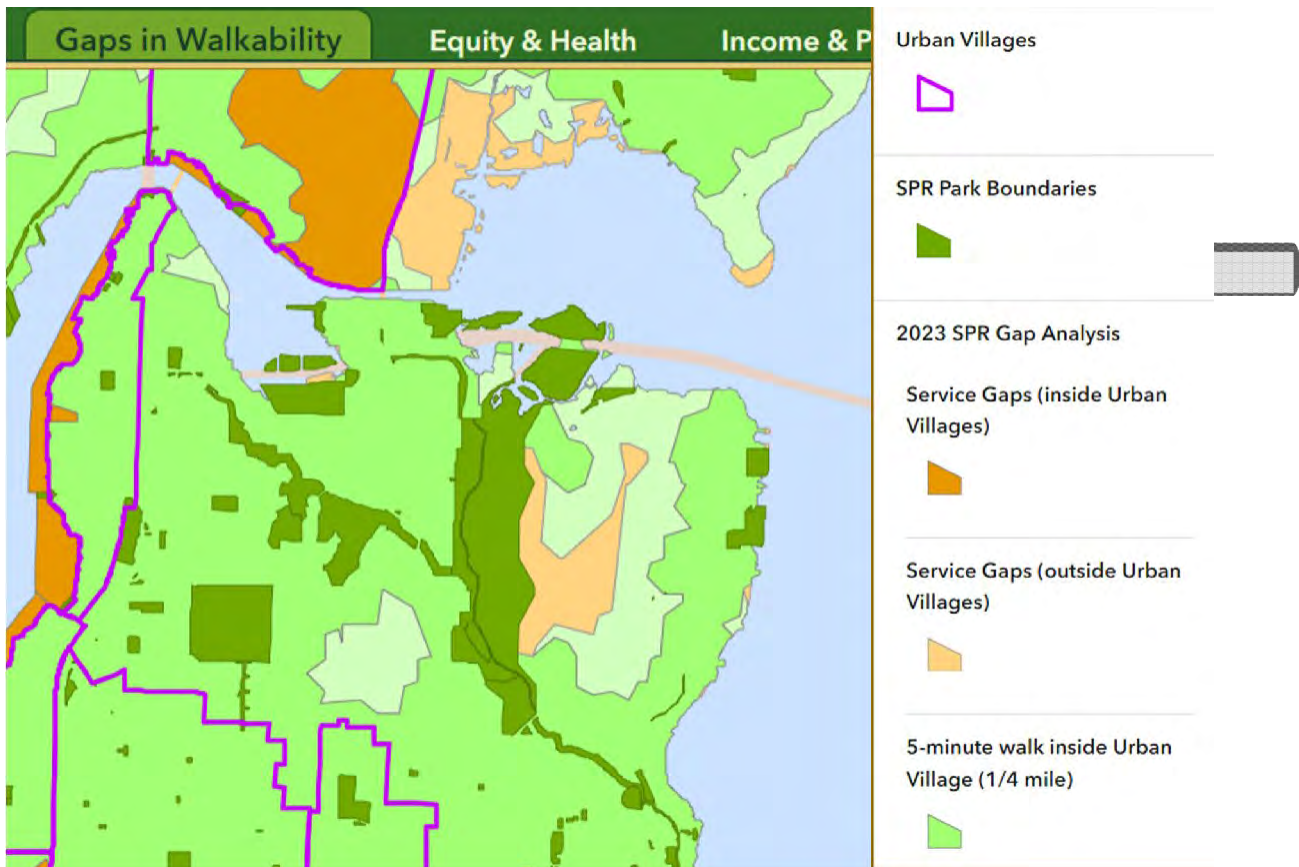 Gaps in Walkability
Equity & Health
Income & P
Urban Villages
SPR Park Boundaries
2023 SPR Gap Analysis
Service Gaps (inside Urban
Villages)
Service Gaps (outside Urban
Villages)
5-minute walk inside Urban
Village (1/4 mile)